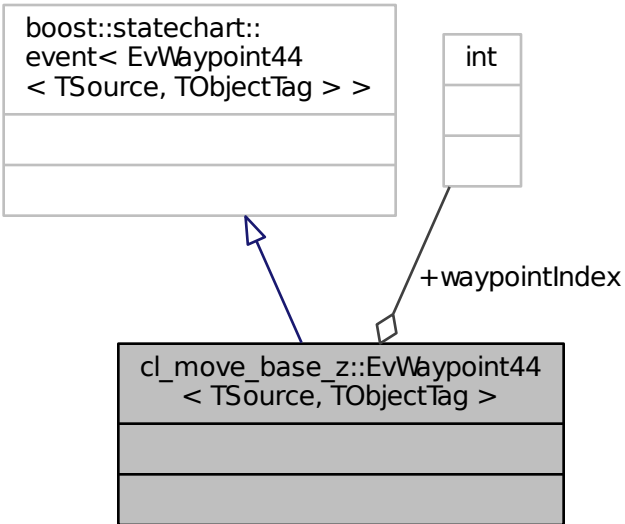 boost::statechart::
event< EvWaypoint44
< TSource, TObjectTag > >
int
+waypointIndex
cl_move_base_z::EvWaypoint44
< TSource, TObjectTag >